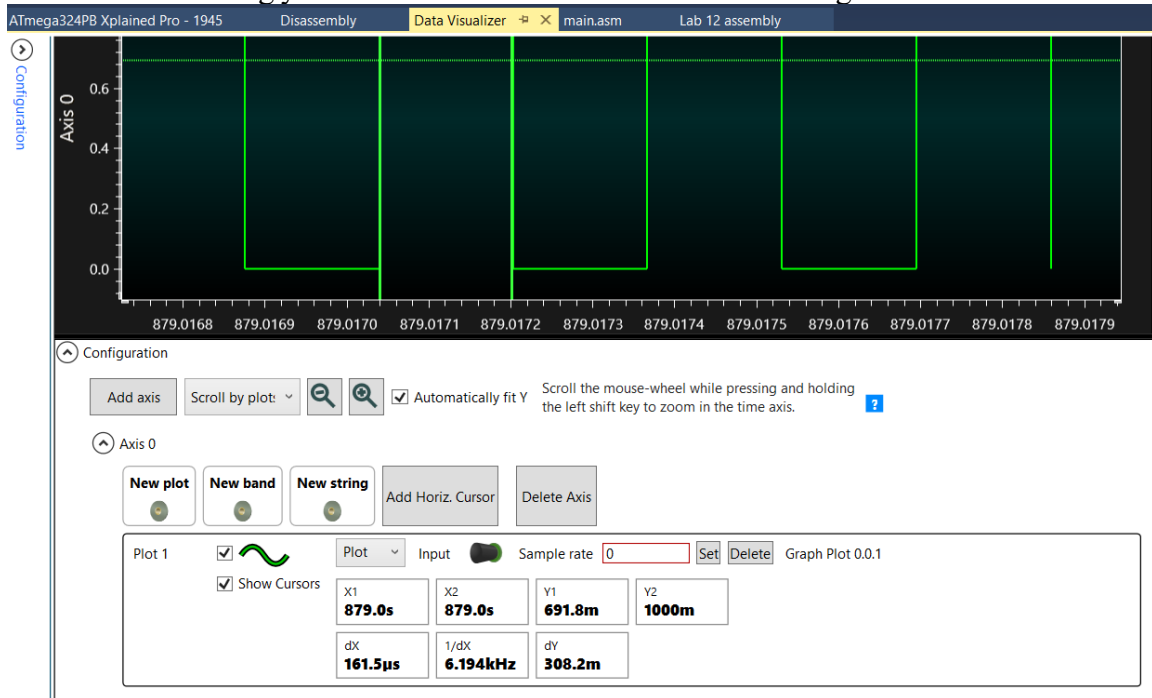 ATmega324PB Xplained Pro - 1945 Disassembly Data Visualizer main.asm Lab 12 assembly
Configuration
Axis 0
0.6
0.4
0.2
0.0
879.0168 879.0169 879.0170 879.0171 879.0172 879.0173 879.0174 879.0175 879.0176 879.0177 879.0178 879.0179
Configuration
Add axis Scroll by plots Automatically fit Y Scroll the mouse-wheel while pressing and holding
the left shift key to zoom in the time axis. ?
Axis 0
New plot New band New string Add Horiz. Cursor Delete Axis
Plot 1 Plot Input Sample rate 0 Set Delete Graph Plot 0.0.1
Show Cursors
X1 X2 Y1 Y2
879.0s 879.0s 691.8m 1000m
dX 1/dX dY
161.5µs 6.194kHz 308.2m